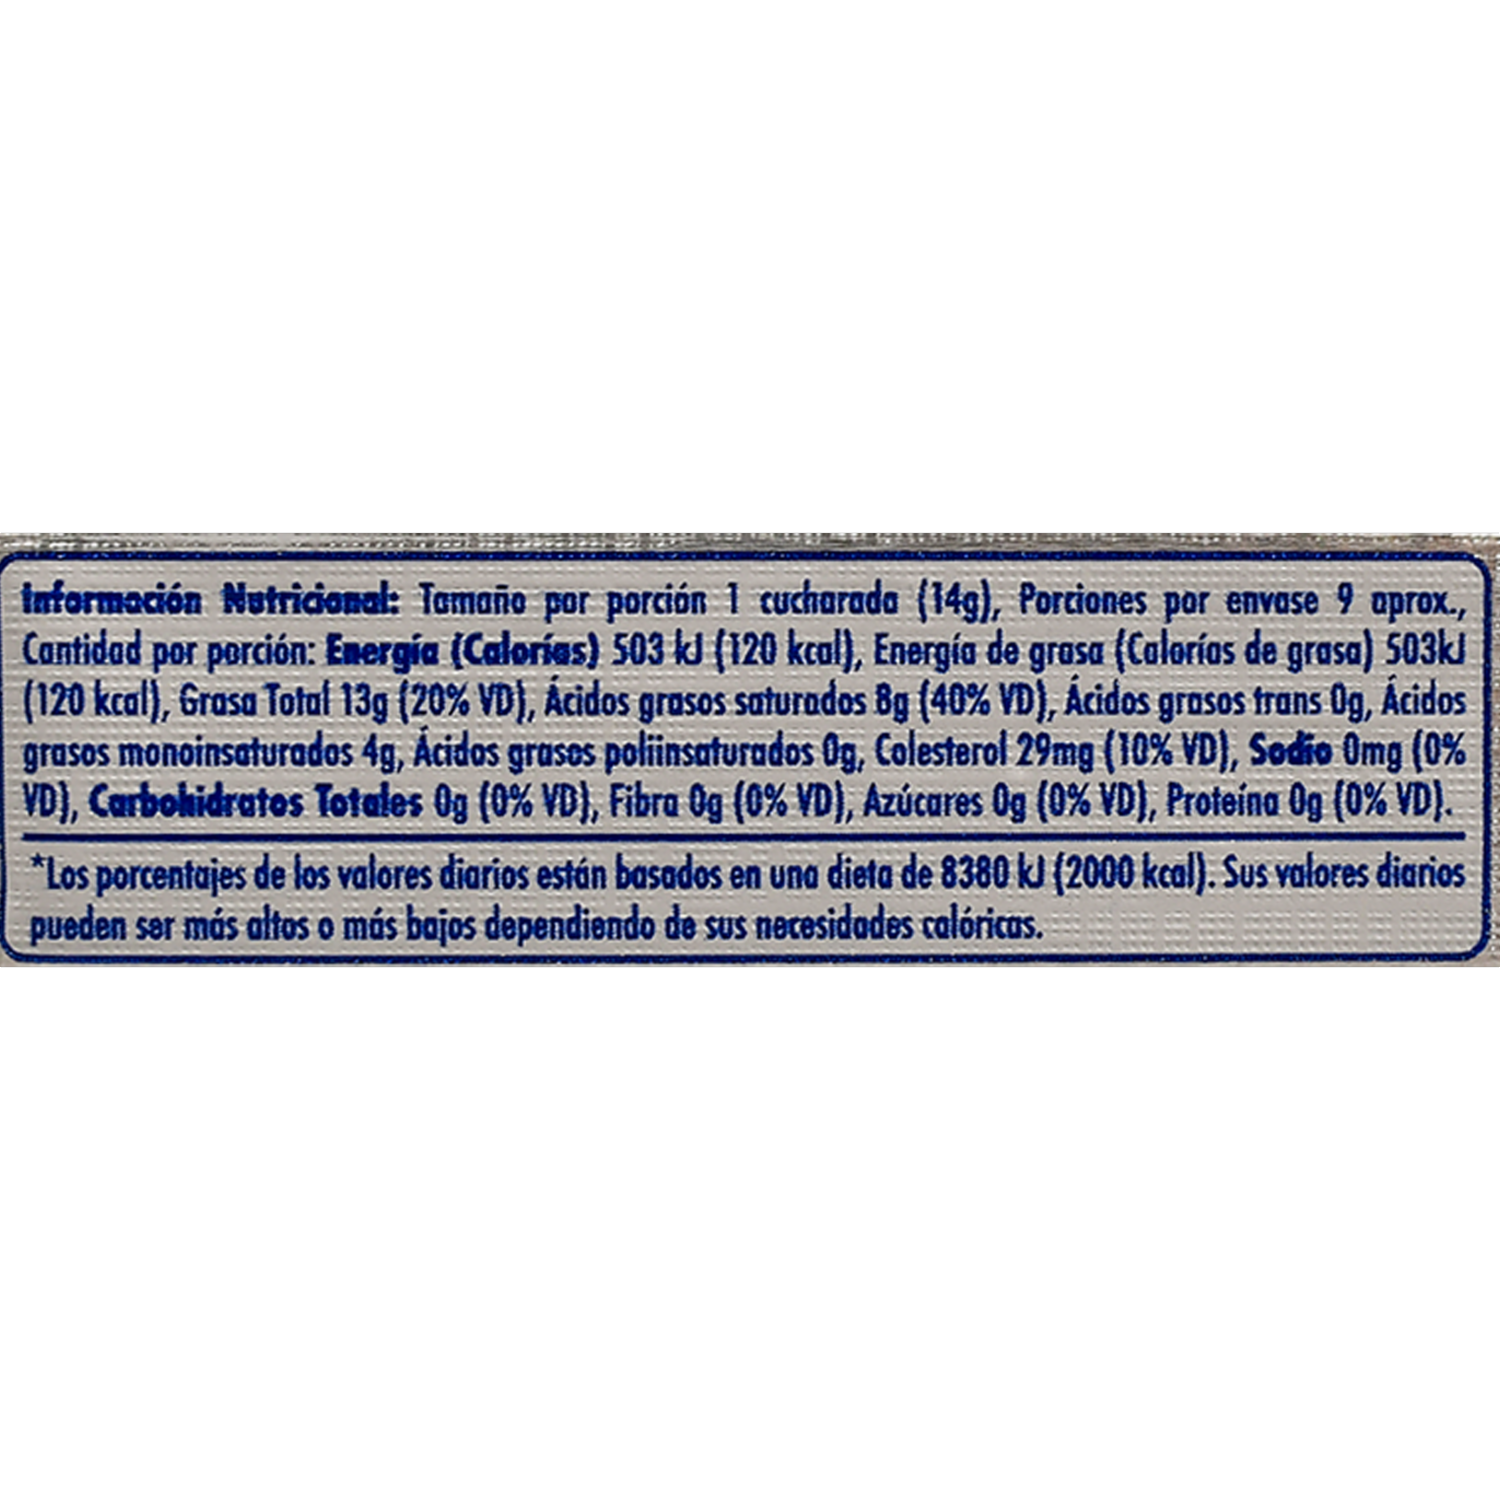 Información Nutricional: Tamaño por porción 1 cucharada (14g), Porciones por envase 9 aprox.,
Cantidad por porción: Energía (Calorías) 503 kJ (120 kcal), Energía de grasa (Calorías de grasa) 503kJ
(120 kcal), Grasa Total 13g (20% VD), Ácidos grasos saturados 8g (40% VD), Ácidos grasos trans 0g, Ácidos
grasos monoinsaturados 4g, Ácidos grasos poliinsaturados 0g, Colesterol 29mg (10% VD), Sodio 0mg (0%
VD), Carbohidratos Totales 0g (0% VD), Fibra 0g (0% VD), Azúcares 0g (0% VD), Proteína 0g (0% VD).
*Los porcentajes de los valores diarios están basados en una dieta de 8380 kJ (2000 kcal). Sus valores diarios
pueden ser más altos o más bajos dependiendo de sus necesidades calóricas.